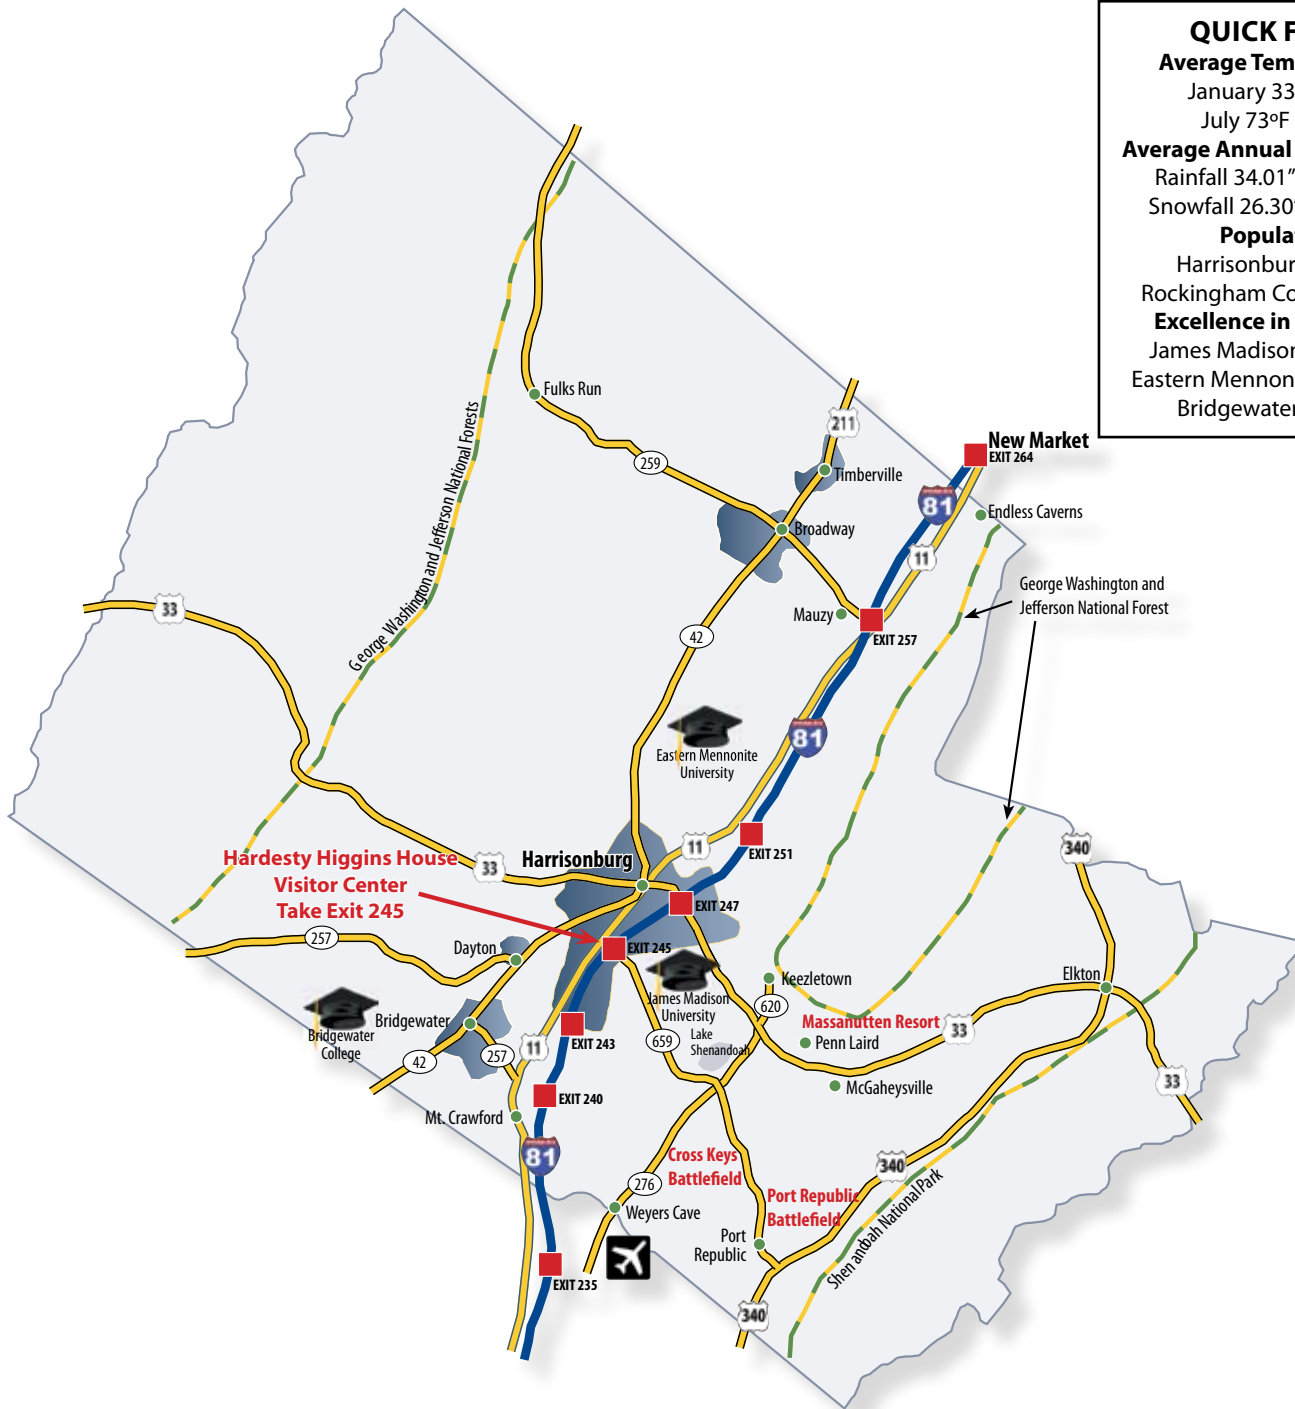 QUICK F
Average Tem
January 33
July 73ºF
Average Annual
Rainfall 34.01"
Snowfall 26.30"
Popula
Harrisonbur
Rockingham Co
Excellence in
James Madison
Eastern Mennon
Bridgewater
Fulks Run
211
New Market
EXIT 264
259
Timberville
81
Endless Caverns
Broadway
11
George Washington and Jefferson National Forests
George Washington and
Jefferson National Forest
33
Mauzy
EXIT 257
42
81
Eastern Mennonite
University
11
EXIT 251
340
Hardesty Higgins House
Visitor Center
Take Exit 245
33
Harrisonburg
EXIT 247
257
Dayton
EXIT 245
James Madison
University
Keezletown
620
Elkton
Bridgewater
College
Bridgewater
42
257
11
EXIT 243
659
Lake
Shenandoah
Massanutten Resort
Penn Laird
33
McGaheysville
33
EXIT 240
Mt. Crawford
81
Cross Keys
Battlefield
276
Weyers Cave
340
Port Republic
Battlefield
Port
Republic
Shenandoah National Park
EXIT 235
340